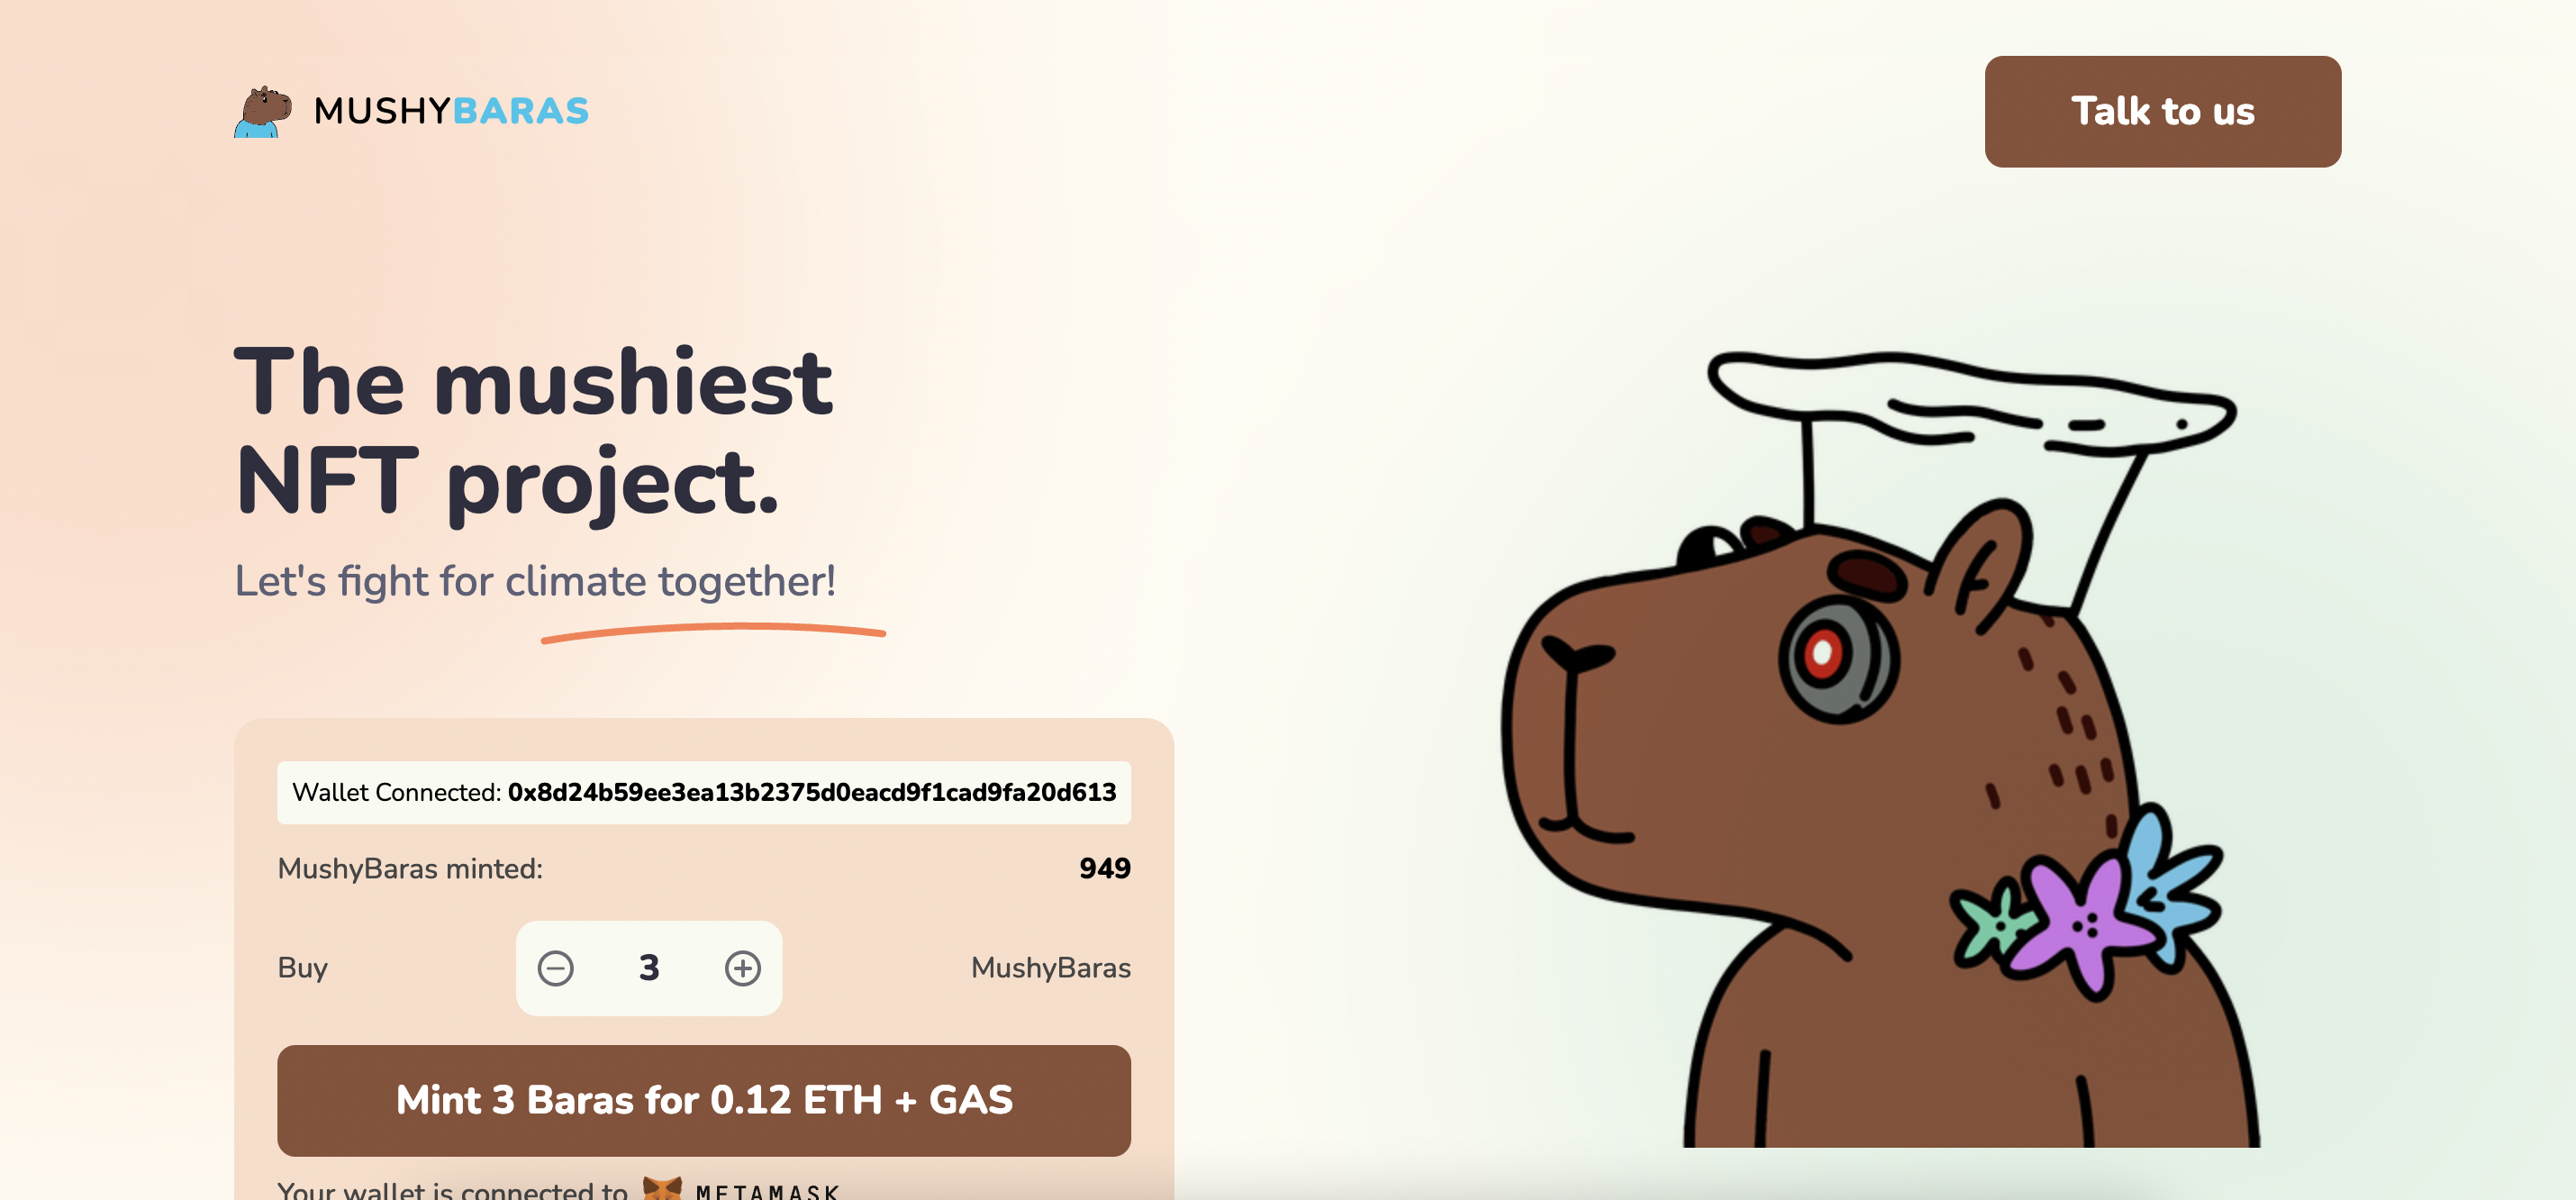 MUSHYBARAS
Talk to us
The mushiest
NFT project.
Let's fight for climate together!
Wallet Connected: 0x8d24b59ee3ea13b2375d0eacd9f1cad9fa20d613
MushyBaras minted: 949
Buy 3 MushyBaras
Mint 3 Baras for 0.12 ETH + GAS
Your wallet is connected to METAMASK